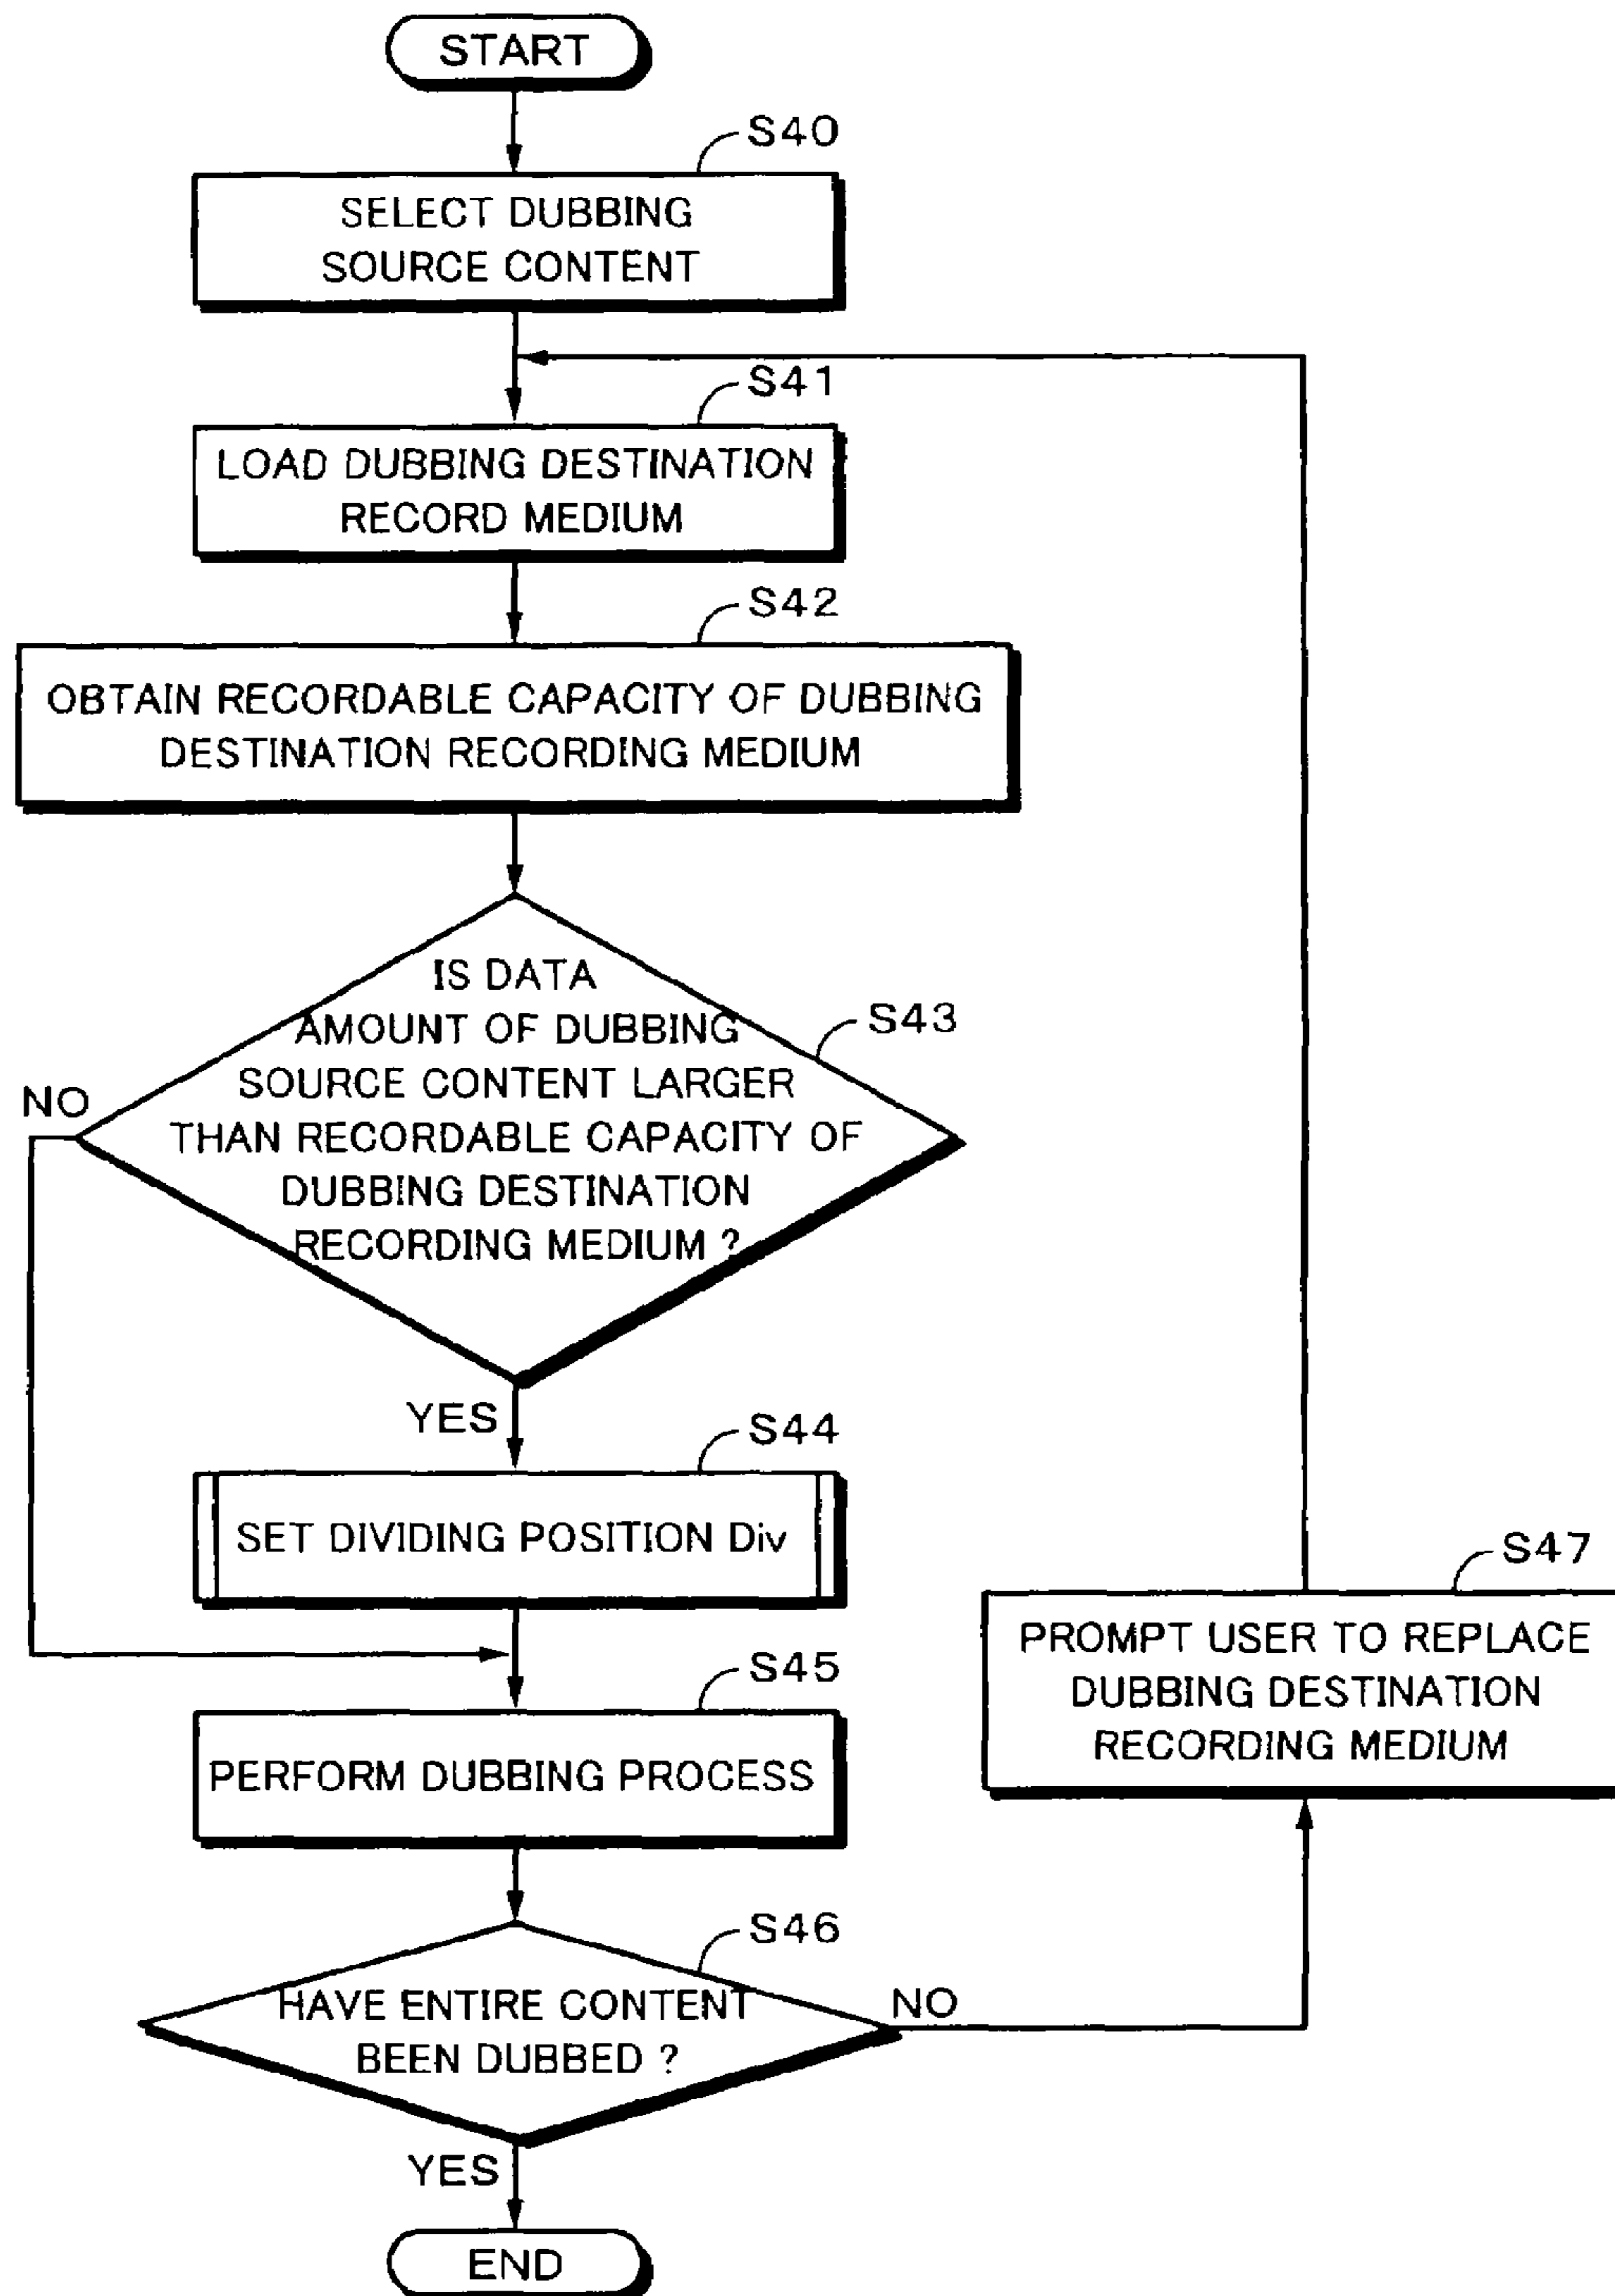 START
S40
SELECT DUBBING
SOURCE CONTENT
S41
LOAD DUBBING DESTINATION
RECORD MEDIUM
S42
OBTAIN RECORDABLE CAPACITY OF DUBBING
DESTINATION RECORDING MEDIUM
S43
IS DATA
AMOUNT OF DUBBING
SOURCE CONTENT LARGER
THAN RECORDABLE CAPACITY OF
DUBBING DESTINATION
RECORDING MEDIUM ?
NO
YES
S44
SET DIVIDING POSITION Div
S45
PERFORM DUBBING PROCESS
S46
HAVE ENTIRE CONTENT
BEEN DUBBED ?
NO
S47
PROMPT USER TO REPLACE
DUBBING DESTINATION
RECORDING MEDIUM
YES
END